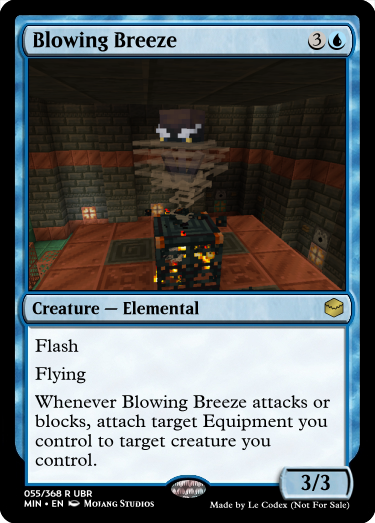 Blowing Breeze 3
Creature — Elemental
Flash
Flying
Whenever Blowing Breeze attacks or
blocks, attach target Equipment you
control to target creature you
control.
3/3
055/368 R UBR
MIN • EN Mojang Studios
Made by Le Codex (Not For Sale)